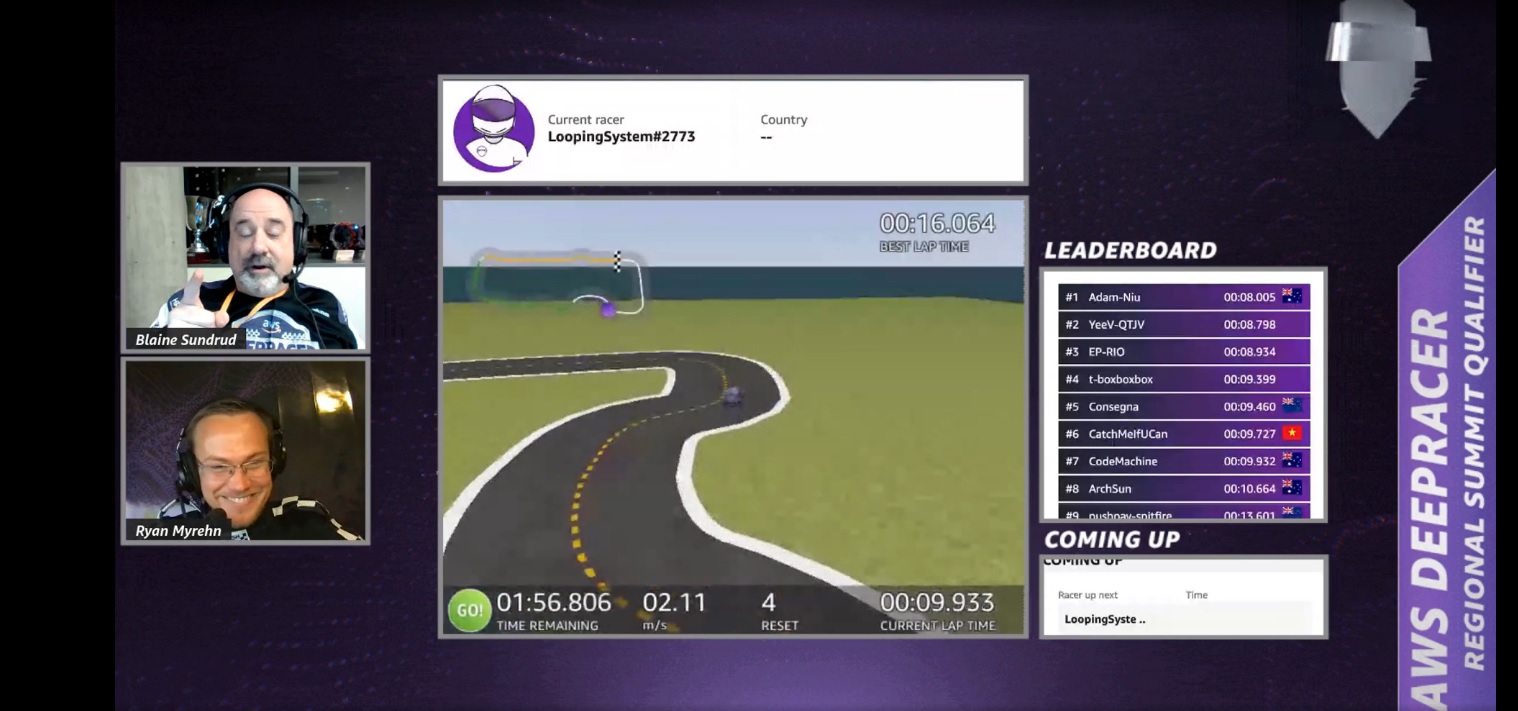 Current racer
LoopingSystem#2773
Country
--
00:16.064
BEST LAP TIME
aws
Blaine Sundrud
Ryan Myrehn
GO!
01:56.806
TIME REMAINING
02.11
m/s
4
RESET
00:09.933
CURRENT LAP TIME
LEADERBOARD
#1 Adam-Niu 00:08.005
#2 YeeV-QTJV 00:08.798
#3 EP-RIO 00:08.934
#4 t-boxboxbox 00:09.399
#5 Consegna 00:09.460
#6 CatchMeIfUCan 00:09.727
#7 CodeMachine 00:09.932
#8 ArchSun 00:10.664
#9 pushpay-spitfire 00:13.601
COMING UP
COMING UP
Racer up next Time
LoopingSyste ..
AWS DEEPRACER
REGIONAL SUMMIT QUALIFIER